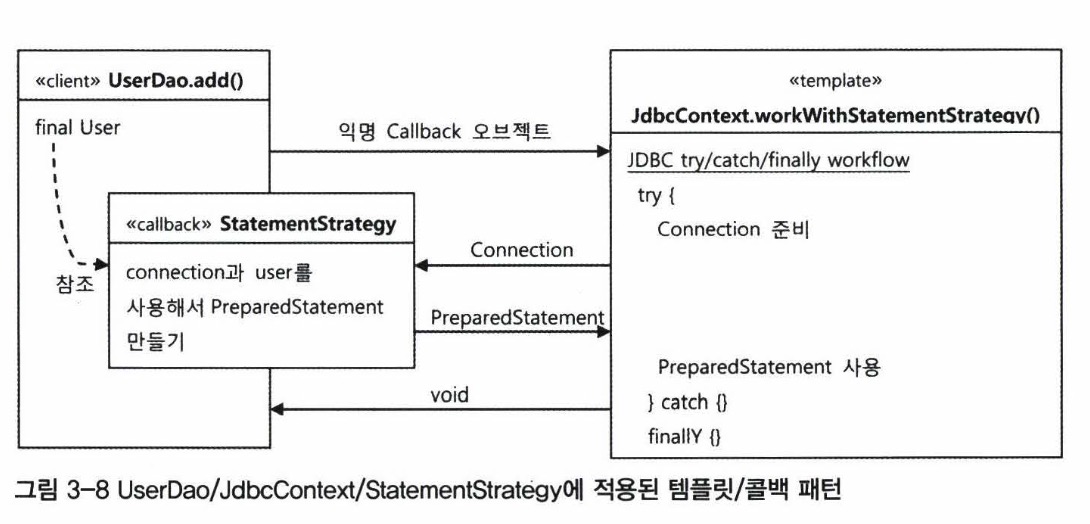 «client» UserDao.add()
final User
참조
«callback» StatementStrategy
connection과 user를
사용해서 PreparedStatement
만들기
익명 Callback 오브젝트
Connection
PreparedStatement
void
«template»
JdbcContext.workWithStatementStrategy()
JDBC try/catch/finally workflow
try {
Connection 준비
PreparedStatement 사용
} catch {}
finallY {}
그림 3-8 UserDao/JdbcContext/StatementStrategy에 적용된 템플릿/콜백 패턴